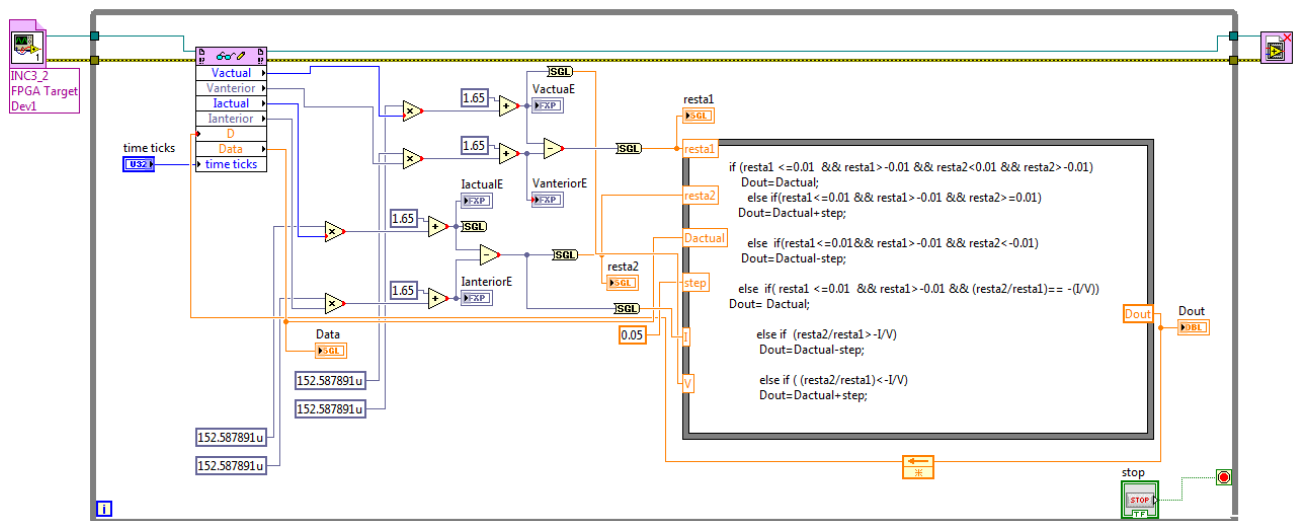 1
INC3_2
FPGA Target
Dev1
Vactual
Vanterior
Iactual
Ianterior
D
Data
time ticks
time ticks
U32
1.65
SGL
VactuaE
FXP
1.65
VanteriorE
FXP
SGL
resta1
SGL
IactualE
FXP
1.65
SGL
SGL
resta2
SGL
1.65
IanteriorE
FXP
SGL
Data
SGL
0.05
152.587891u
152.587891u
152.587891u
152.587891u
resta1
resta2
Dactual
step
I
V
if (resta1 <=0.01 && resta1>-0.01 && resta2<0.01 && resta2>-0.01)
Dout=Dactual;
else if(resta1<=0.01 && resta1>-0.01 && resta2>=0.01)
Dout=Dactual+step;
else if(resta1<=0.01&& resta1>-0.01 && resta2<-0.01)
Dout=Dactual-step;
else if( resta1 <=0.01 && resta1>-0.01 && (resta2/resta1)== -(I/V))
Dout= Dactual;
else if (resta2/resta1>-I/V)
Dout=Dactual-step;
else if ( (resta2/resta1)<-I/V)
Dout=Dactual+step;
Dout
Dout
DBL
stop
STOP
TF
i